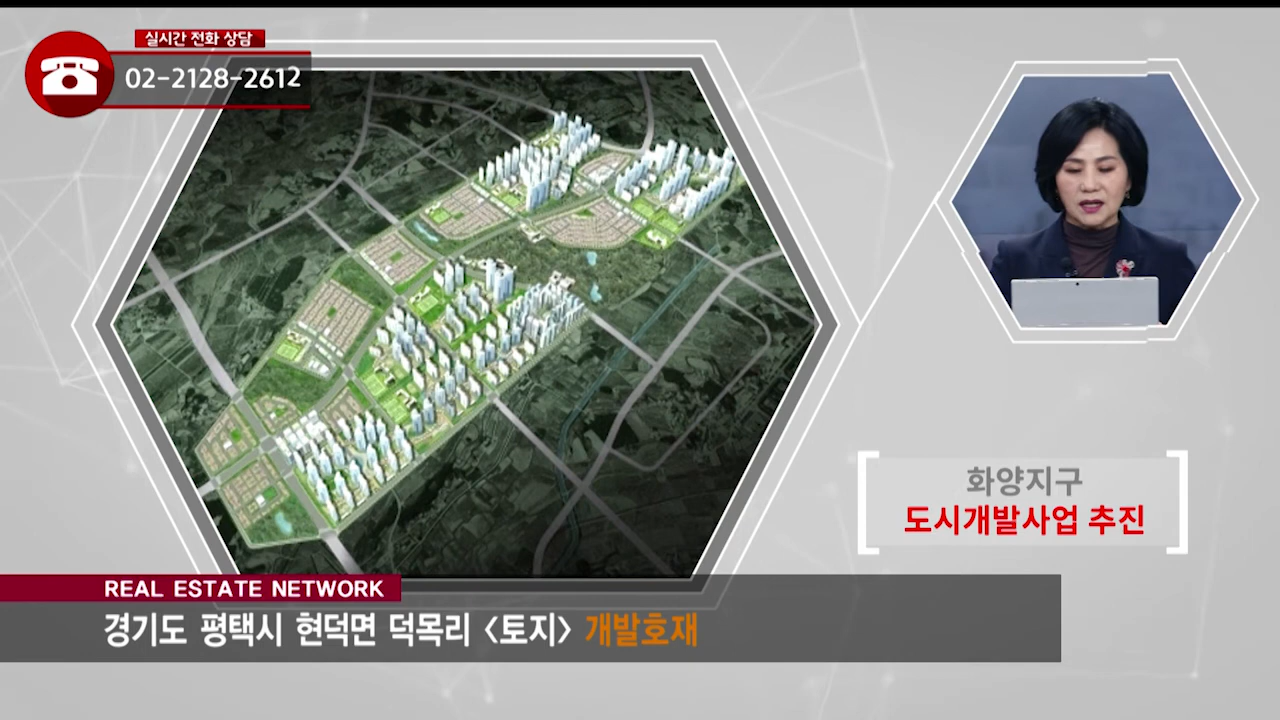 실시간 전화 상담
02-2128-2612
화양지구
도시개발사업 추진
REAL ESTATE NETWORK
경기도 평택시 현덕면 덕목리 <토지> 개발호재